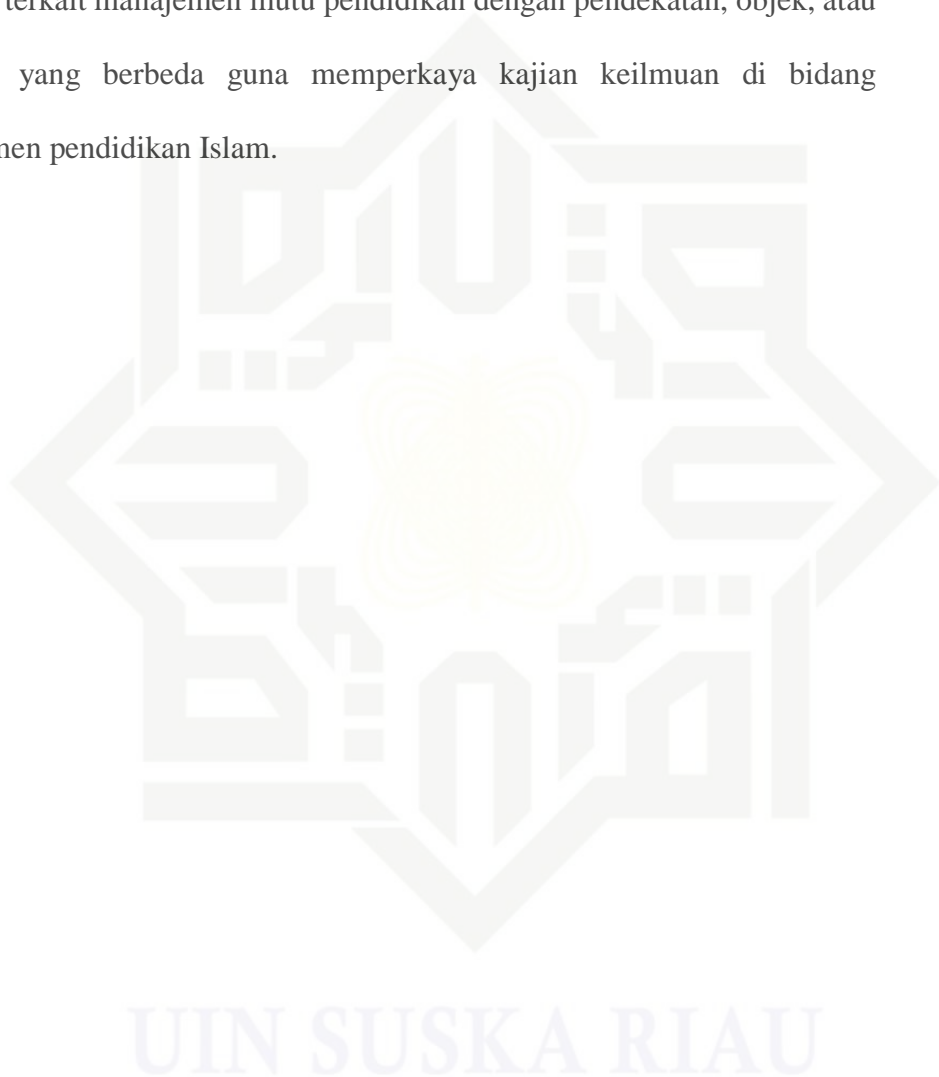 terkait manajemen mutu pendidikan dengan pendekatan, objek, atau
yang berbeda guna memperkaya kajian keilmuan di bidang
men pendidikan Islam.
UIN SUSKA RIAU